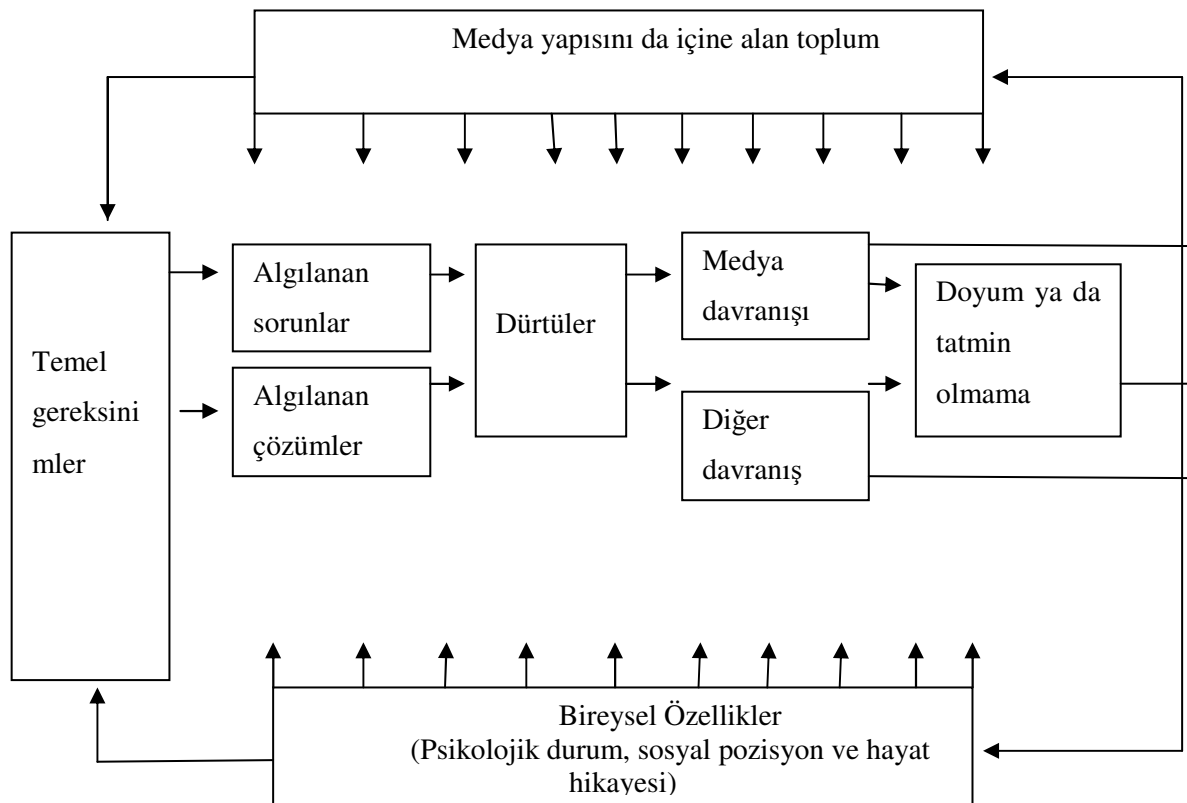 Medya yapısını da içine alan toplum
Temel
gereksini
mler
Algılanan
sorunlar
Algılanan
çözümler
Dürtüler
Medya
davranışı
Diğer
davranış
Doyum ya da
tatmin
olmama
Bireysel Özellikler
(Psikolojik durum, sosyal pozisyon ve hayat
hikayesi)